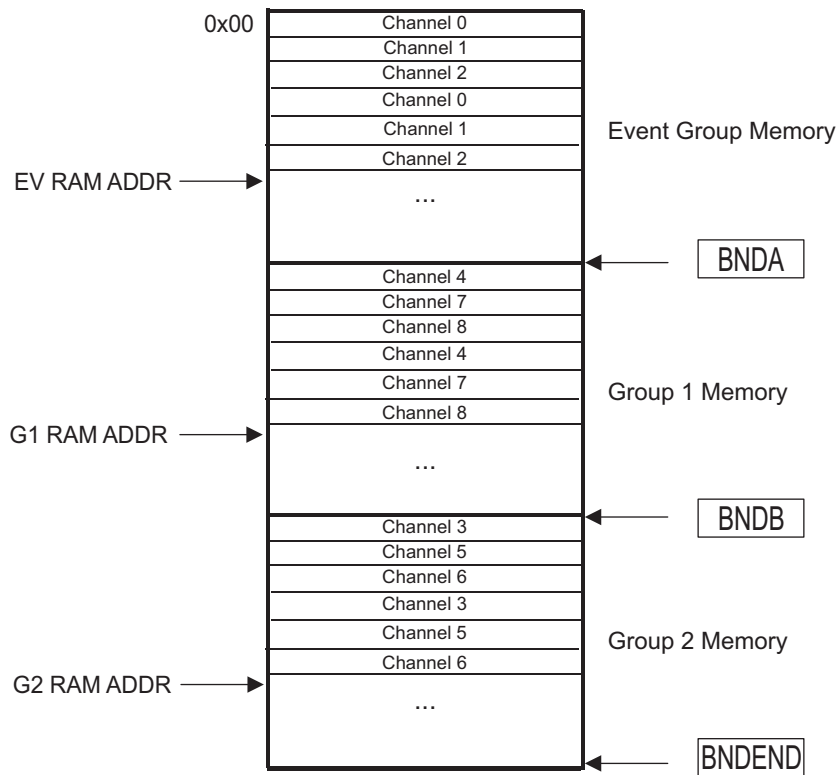 0x00
Channel 0
Channel 1
Channel 2
Channel 0
Channel 1
Channel 2
...
Event Group Memory
EV RAM ADDR
BNDA
Channel 4
Channel 7
Channel 8
Channel 4
Channel 7
Channel 8
...
Group 1 Memory
G1 RAM ADDR
BNDB
Channel 3
Channel 5
Channel 6
Channel 3
Channel 5
Channel 6
...
Group 2 Memory
G2 RAM ADDR
BNDEND